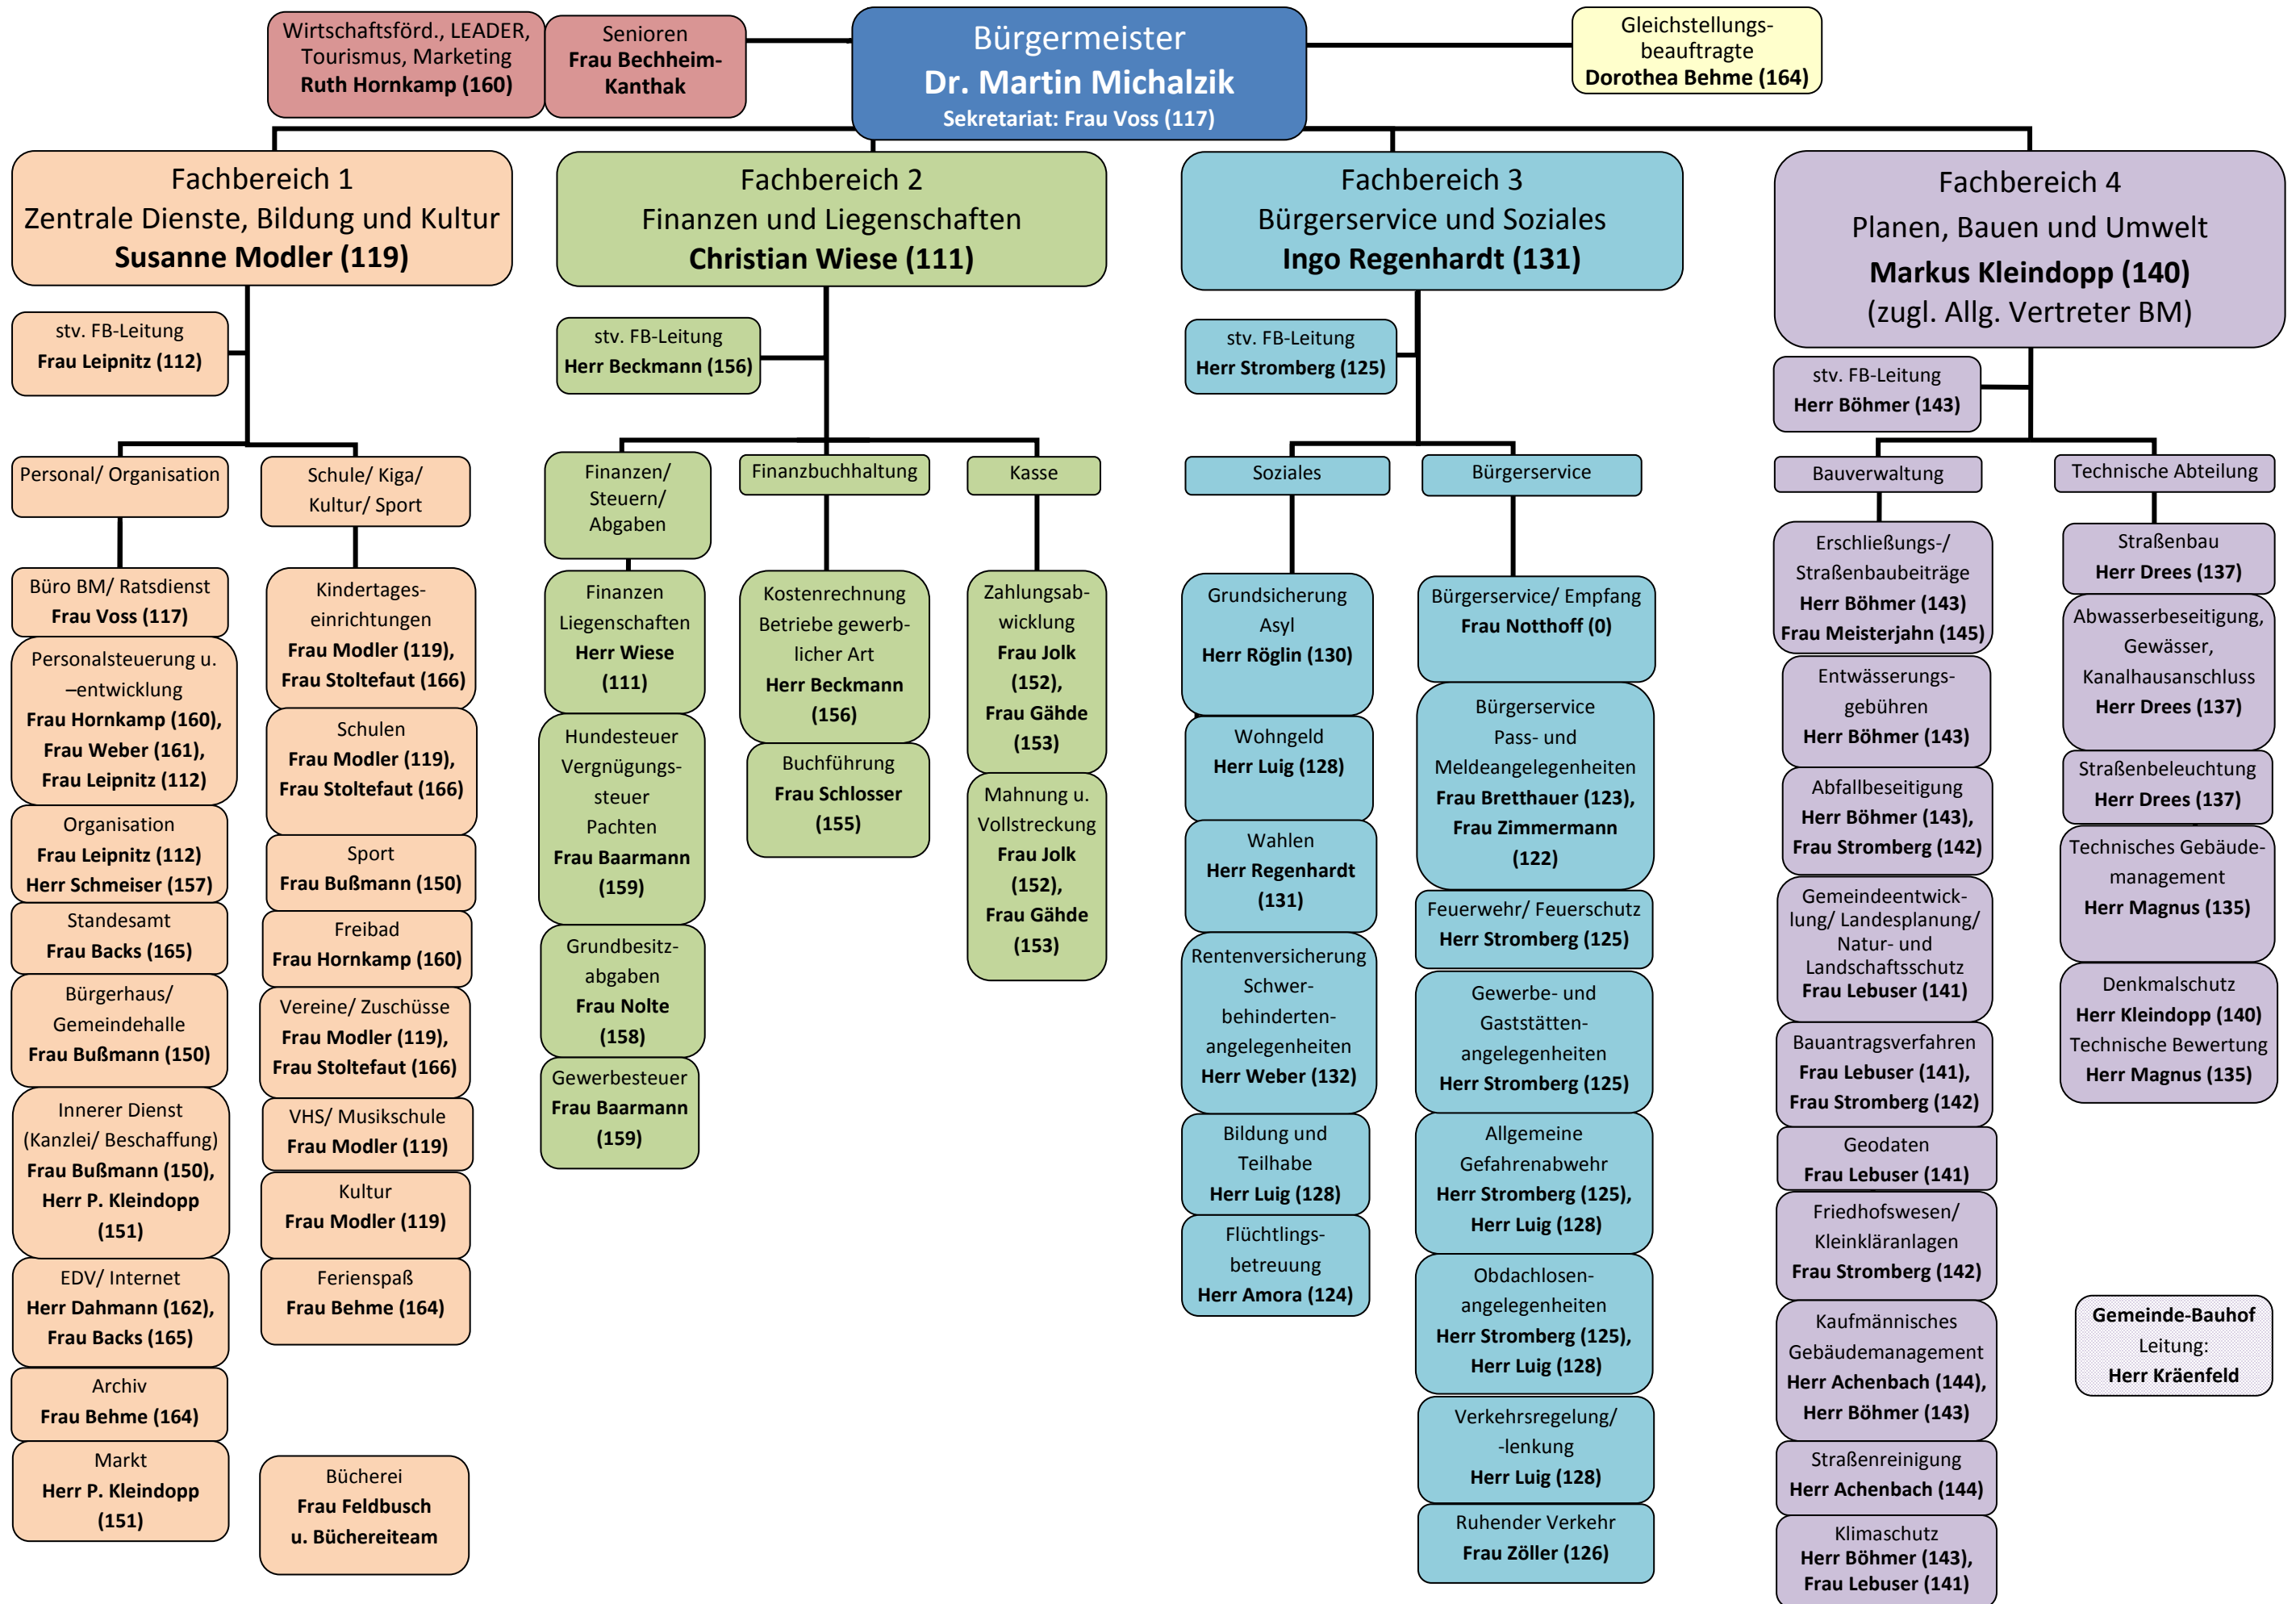 Wirtschaftsförd., LEADER,
Tourismus, Marketing
Ruth Hornkamp (160)
Senioren
Frau Bechheim-
Kanthak
Bürgermeister
Dr. Martin Michalzik
Sekretariat: Frau Voss (117)
Gleichstellungs-
beauftragte
Dorothea Behme (164)
Fachbereich 1
Zentrale Dienste, Bildung und Kultur
Susanne Modler (119)
stv. FB-Leitung
Frau Leipnitz (112)
Personal/ Organisation
Büro BM/ Ratsdienst
Frau Voss (117)
Personalsteuerung u.
–entwicklung
Frau Hornkamp (160),
Frau Weber (161),
Frau Leipnitz (112)
Organisation
Frau Leipnitz (112)
Herr Schmeiser (157)
Standesamt
Frau Backs (165)
Bürgerhaus/
Gemeindehalle
Frau Bußmann (150)
Innerer Dienst
(Kanzlei/ Beschaffung)
Frau Bußmann (150),
Herr P. Kleindopp
(151)
EDV/ Internet
Herr Dahmann (162),
Frau Backs (165)
Archiv
Frau Behme (164)
Markt
Herr P. Kleindopp
(151)
Schule/ Kiga/
Kultur/ Sport
Kindertages-
einrichtungen
Frau Modler (119),
Frau Stoltefaut (166)
Schulen
Frau Modler (119),
Frau Stoltefaut (166)
Sport
Frau Bußmann (150)
Freibad
Frau Hornkamp (160)
Vereine/ Zuschüsse
Frau Modler (119),
Frau Stoltefaut (166)
VHS/ Musikschule
Frau Modler (119)
Kultur
Frau Modler (119)
Ferienspaß
Frau Behme (164)
Bücherei
Frau Feldbusch
u. Büchereiteam
Fachbereich 2
Finanzen und Liegenschaften
Christian Wiese (111)
stv. FB-Leitung
Herr Beckmann (156)
Finanzen/
Steuern/
Abgaben
Finanzen
Liegenschaften
Herr Wiese
(111)
Hundesteuer
Vergnügungs-
steuer
Pachten
Frau Baarmann
(159)
Grundbesitz-
abgaben
Frau Nolte
(158)
Gewerbesteuer
Frau Baarmann
(159)
Finanzbuchhaltung
Kostenrechnung
Betriebe gewerb-
licher Art
Herr Beckmann
(156)
Buchführung
Frau Schlosser
(155)
Kasse
Zahlungsab-
wicklung
Frau Jolk
(152),
Frau Gähde
(153)
Mahnung u.
Vollstreckung
Frau Jolk
(152),
Frau Gähde
(153)
Fachbereich 3
Bürgerservice und Soziales
Ingo Regenhardt (131)
stv. FB-Leitung
Herr Stromberg (125)
Soziales
Grundsicherung
Asyl
Herr Röglin (130)
Wohngeld
Herr Luig (128)
Wahlen
Herr Regenhardt
(131)
Rentenversicherung
Schwer-
behinderten-
angelegenheiten
Herr Weber (132)
Bildung und
Teilhabe
Herr Luig (128)
Flüchtlings-
betreuung
Herr Amora (124)
Bürgerservice
Bürgerservice/ Empfang
Frau Notthoff (0)
Bürgerservice
Pass- und
Meldeangelegenheiten
Frau Bretthauer (123),
Frau Zimmermann
(122)
Feuerwehr/ Feuerschutz
Herr Stromberg (125)
Gewerbe- und
Gaststätten-
angelegenheiten
Herr Stromberg (125)
Allgemeine
Gefahrenabwehr
Herr Stromberg (125),
Herr Luig (128)
Obdachlosen-
angelegenheiten
Herr Stromberg (125),
Herr Luig (128)
Verkehrsregelung/
-lenkung
Herr Luig (128)
Ruhender Verkehr
Frau Zöller (126)
Fachbereich 4
Planen, Bauen und Umwelt
Markus Kleindopp (140)
(zugl. Allg. Vertreter BM)
stv. FB-Leitung
Herr Böhmer (143)
Bauverwaltung
Erschließungs-/
Straßenbaubeiträge
Herr Böhmer (143)
Frau Meisterjahn (145)
Entwässerungs-
gebühren
Herr Böhmer (143)
Abfallbeseitigung
Herr Böhmer (143),
Frau Stromberg (142)
Gemeindeentwick-
lung/ Landesplanung/
Natur- und
Landschaftsschutz
Frau Lebuser (141)
Bauantragsverfahren
Frau Lebuser (141),
Frau Stromberg (142)
Geodaten
Frau Lebuser (141)
Friedhofswesen/
Kleinkläranlagen
Frau Stromberg (142)
Kaufmännisches
Gebäudemanagement
Herr Achenbach (144),
Herr Böhmer (143)
Straßenreinigung
Herr Achenbach (144)
Klimaschutz
Herr Böhmer (143),
Frau Lebuser (141)
Technische Abteilung
Straßenbau
Herr Drees (137)
Abwasserbeseitigung,
Gewässer,
Kanalhausanschluss
Herr Drees (137)
Straßenbeleuchtung
Herr Drees (137)
Technisches Gebäude-
management
Herr Magnus (135)
Denkmalschutz
Herr Kleindopp (140)
Technische Bewertung
Herr Magnus (135)
Gemeinde-Bauhof
Leitung:
Herr Kräenfeld